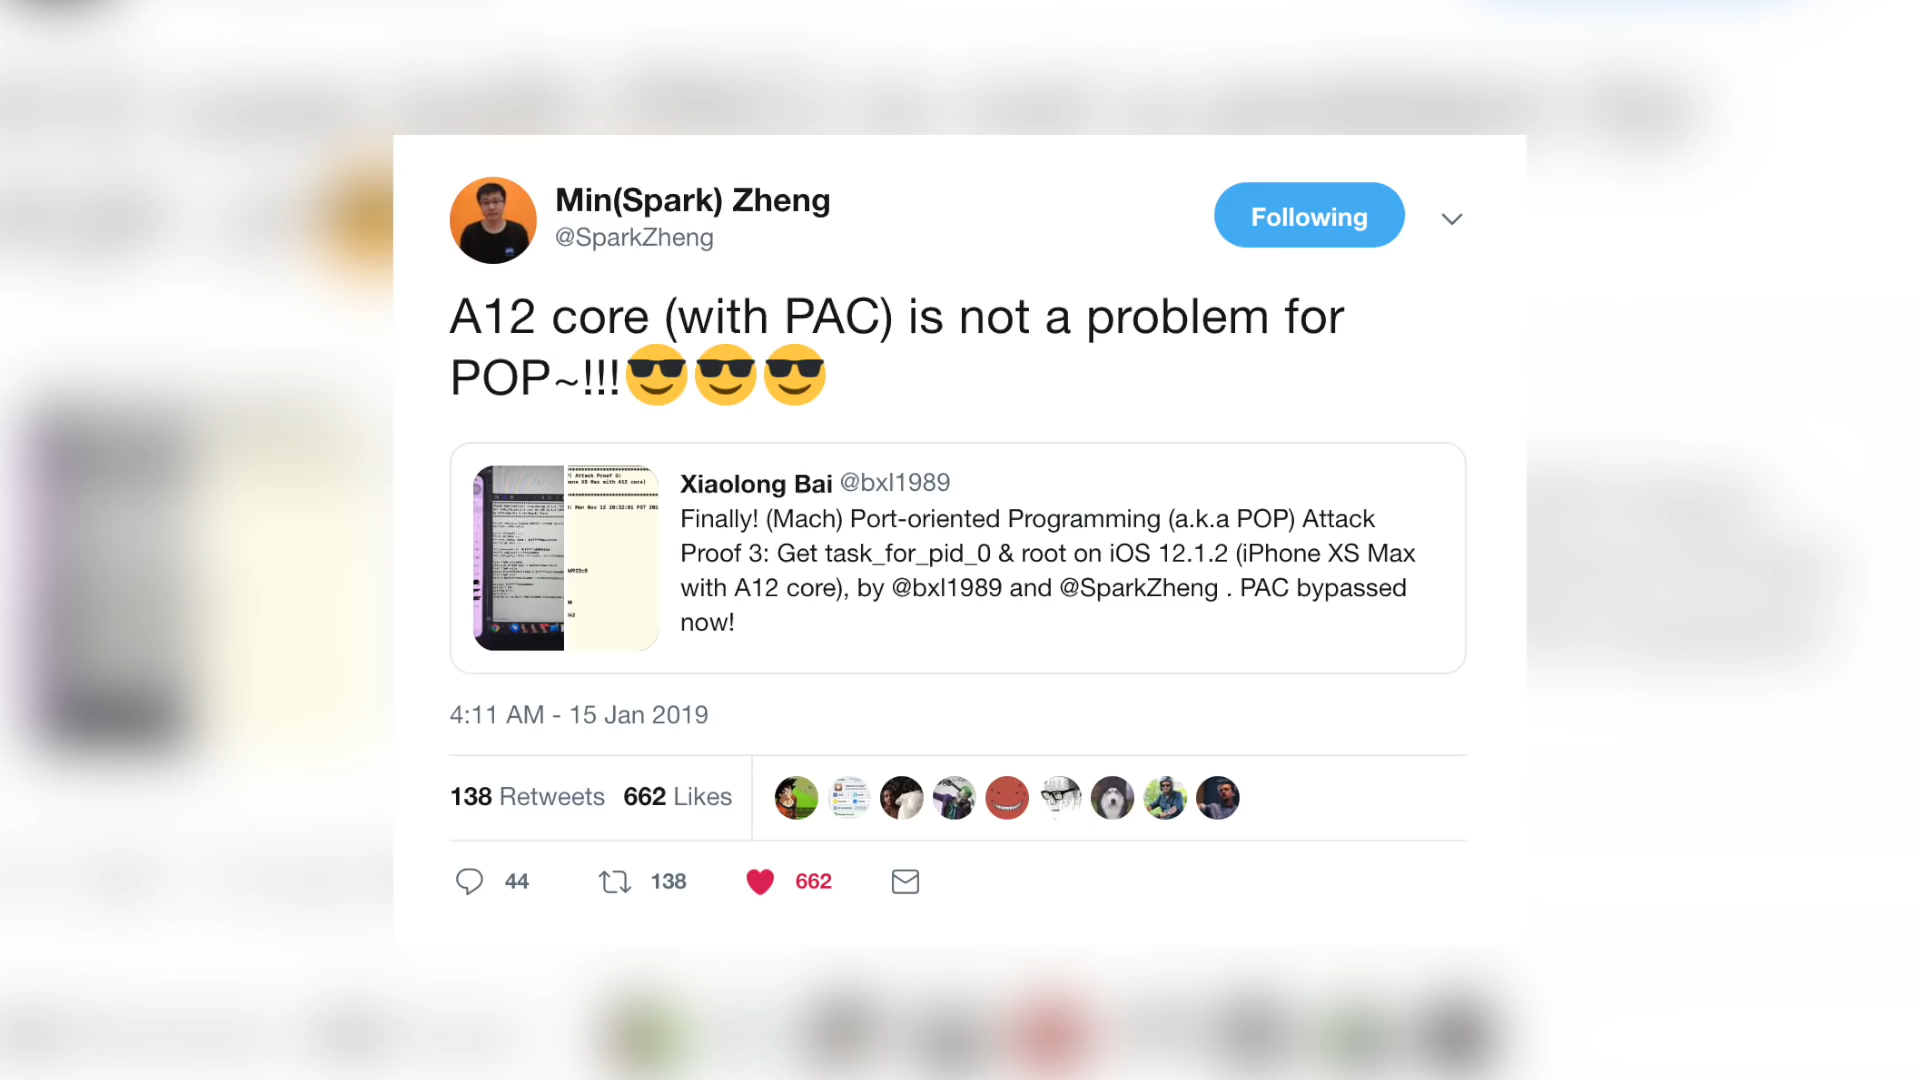 Min(Spark) Zheng
@SparkZheng
Following
A12 core (with PAC) is not a problem for
POP~!!!😎😎😎
Xiaolong Bai @bxl1989
Finally! (Mach) Port-oriented Programming (a.k.a POP) Attack
Proof 3: Get task_for_pid_0 & root on iOS 12.1.2 (iPhone XS Max
with A12 core), by @bxl1989 and @SparkZheng . PAC bypassed
now!
4:11 AM - 15 Jan 2019
138 Retweets 662 Likes
44 138 662